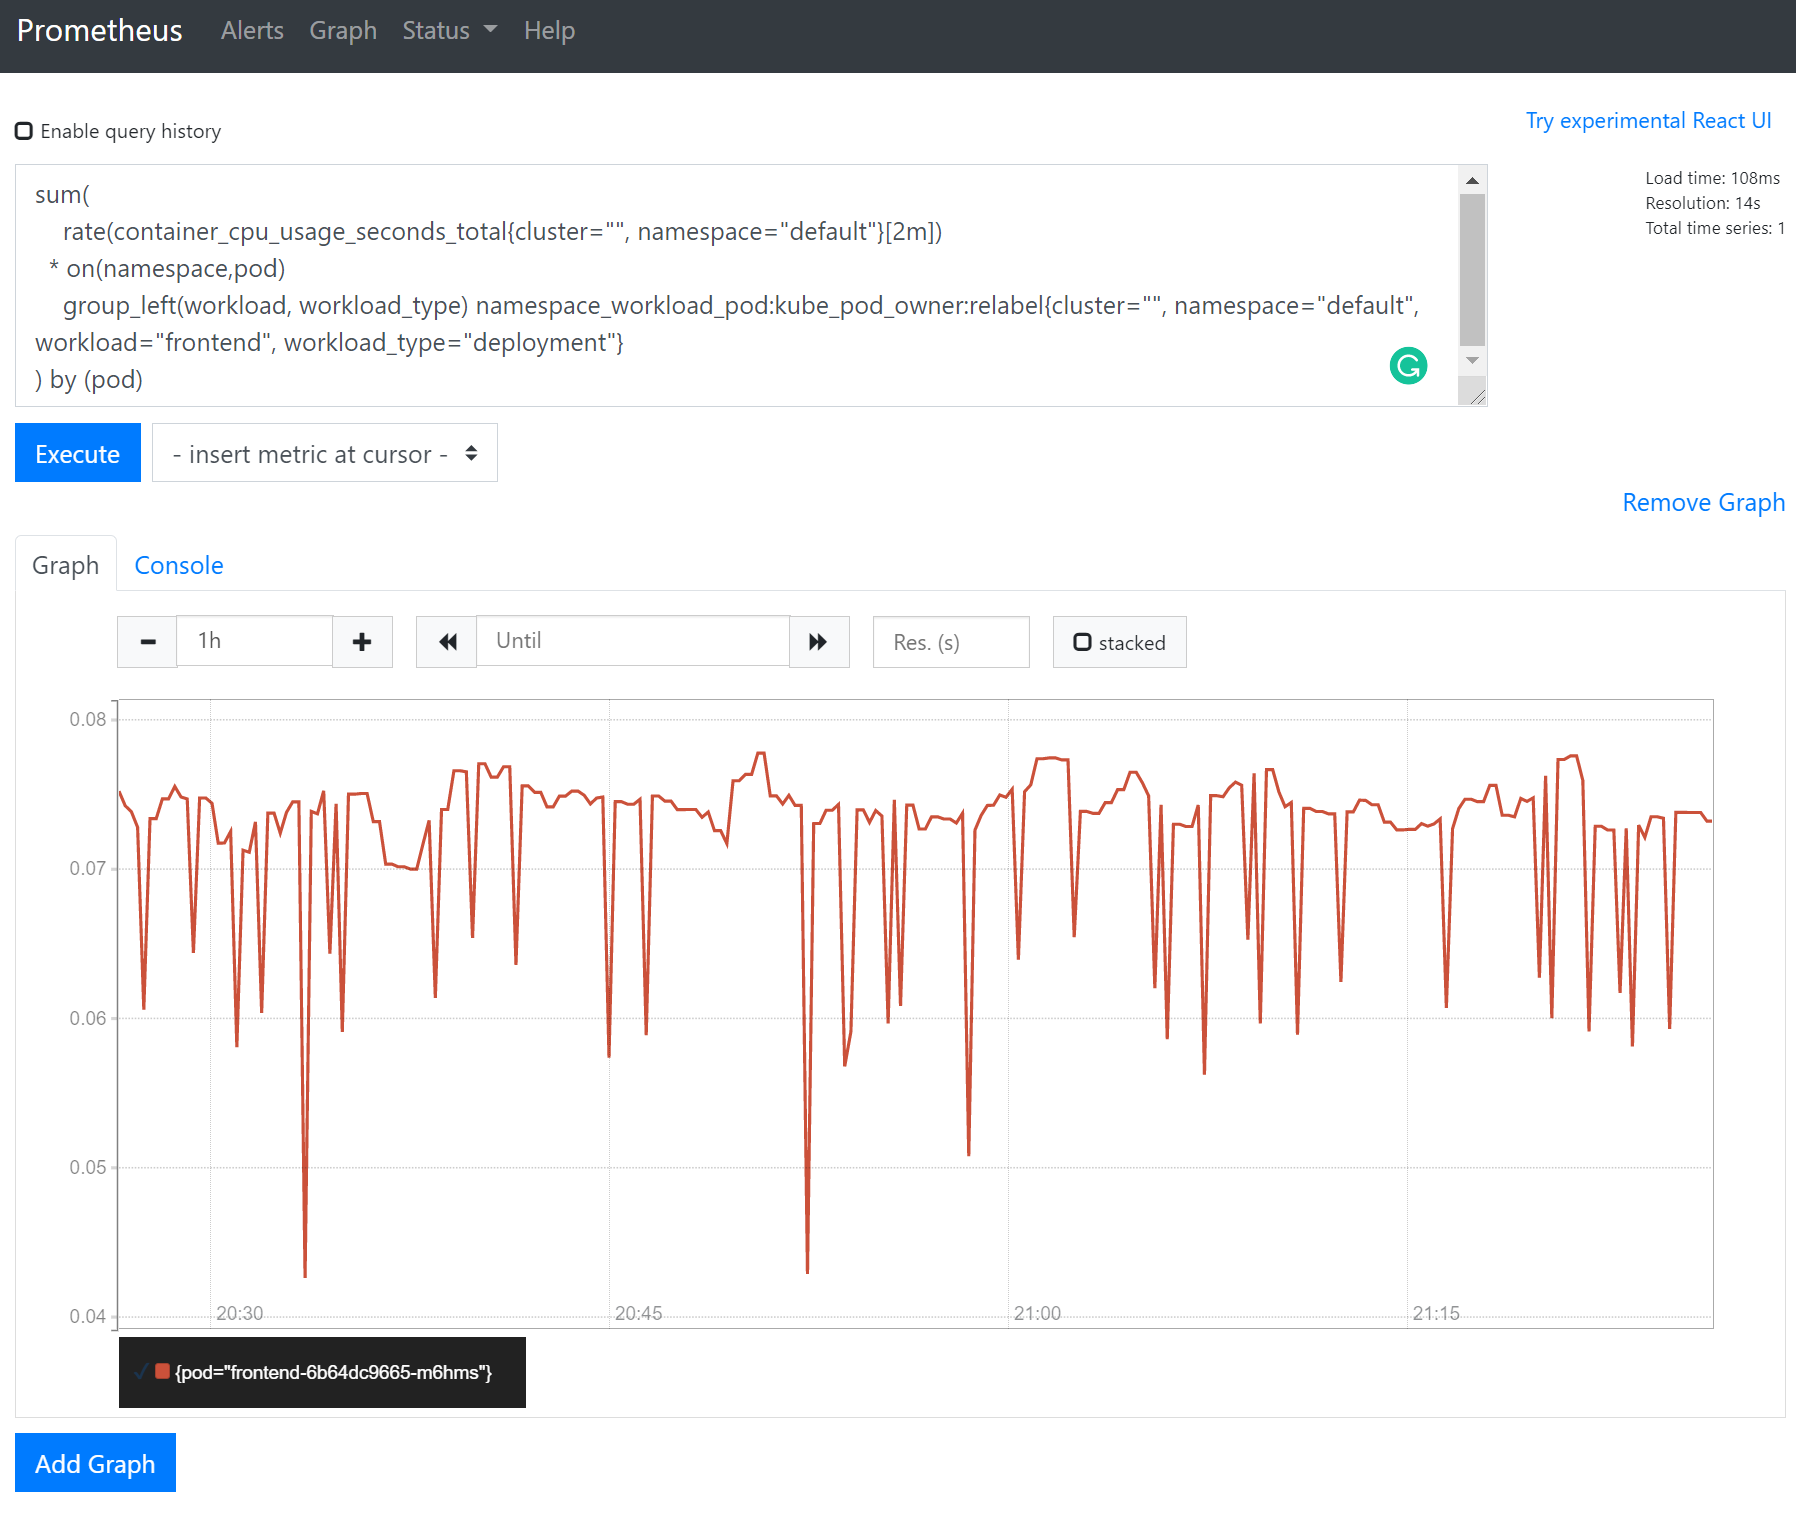 Prometheus Alerts Graph Status Help
Enable query history
Try experimental React UI
sum(
rate(container_cpu_usage_seconds_total{cluster="", namespace="default"}[2m])
* on(namespace,pod)
group_left(workload, workload_type) namespace_workload_pod:kube_pod_owner:relabel{cluster="", namespace="default",
workload="frontend", workload_type="deployment"}
) by (pod)
Load time: 108ms
Resolution: 14s
Total time series: 1
Execute - insert metric at cursor -
Remove Graph
Graph Console
1h Until Res. (s) stacked
0.08
0.07
0.06
0.05
0.04
20:30 20:45 21:00 21:15
{pod="frontend-6b64dc9665-m6hms"}
Add Graph